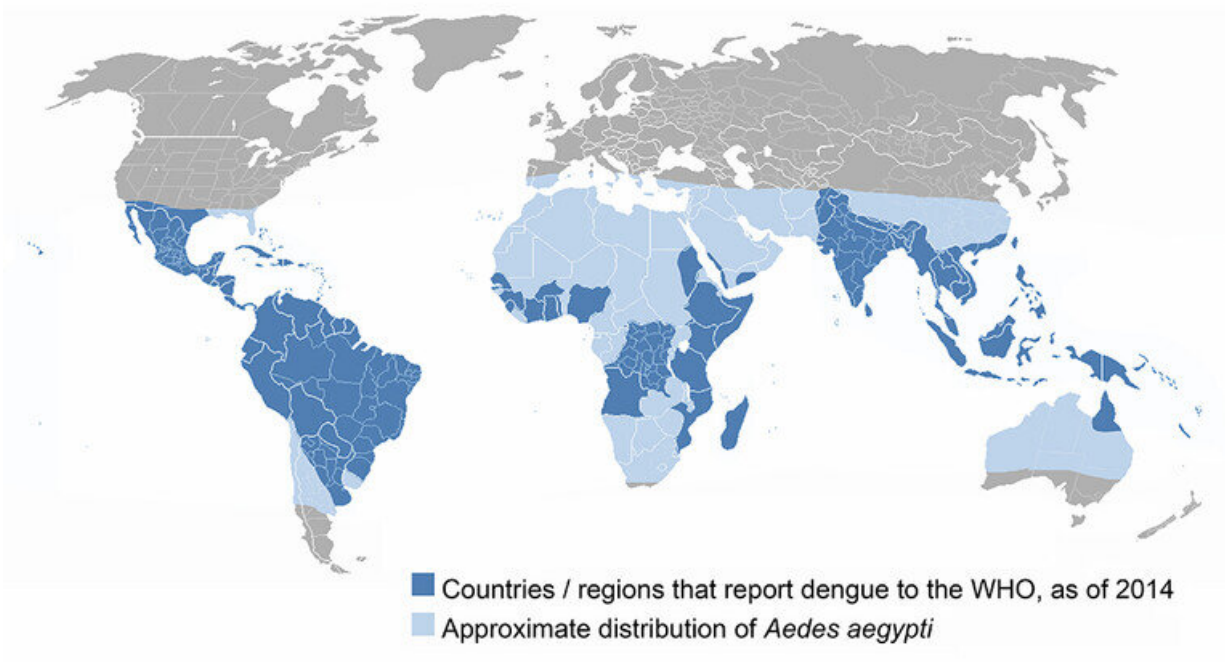 Countries / regions that report dengue to the WHO, as of 2014
Approximate distribution of Aedes aegypti